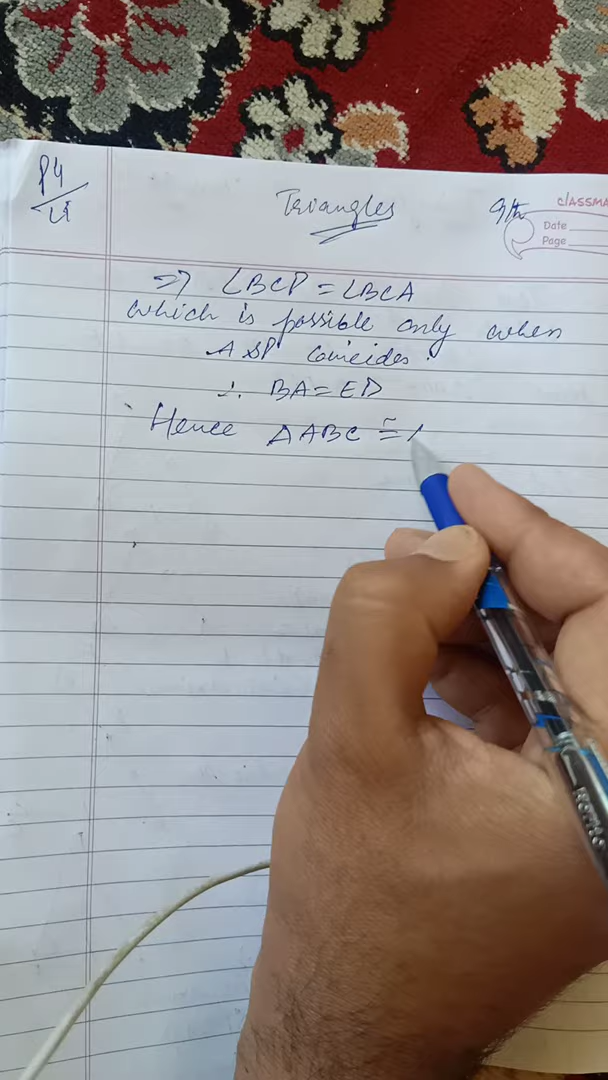 P4
Triangles
9th
classma
Date
Page
=> ∠BCP = ∠BCA
which is possible only when
A & P Coincides.
∴ BA = ED
Hence ΔABC ≅